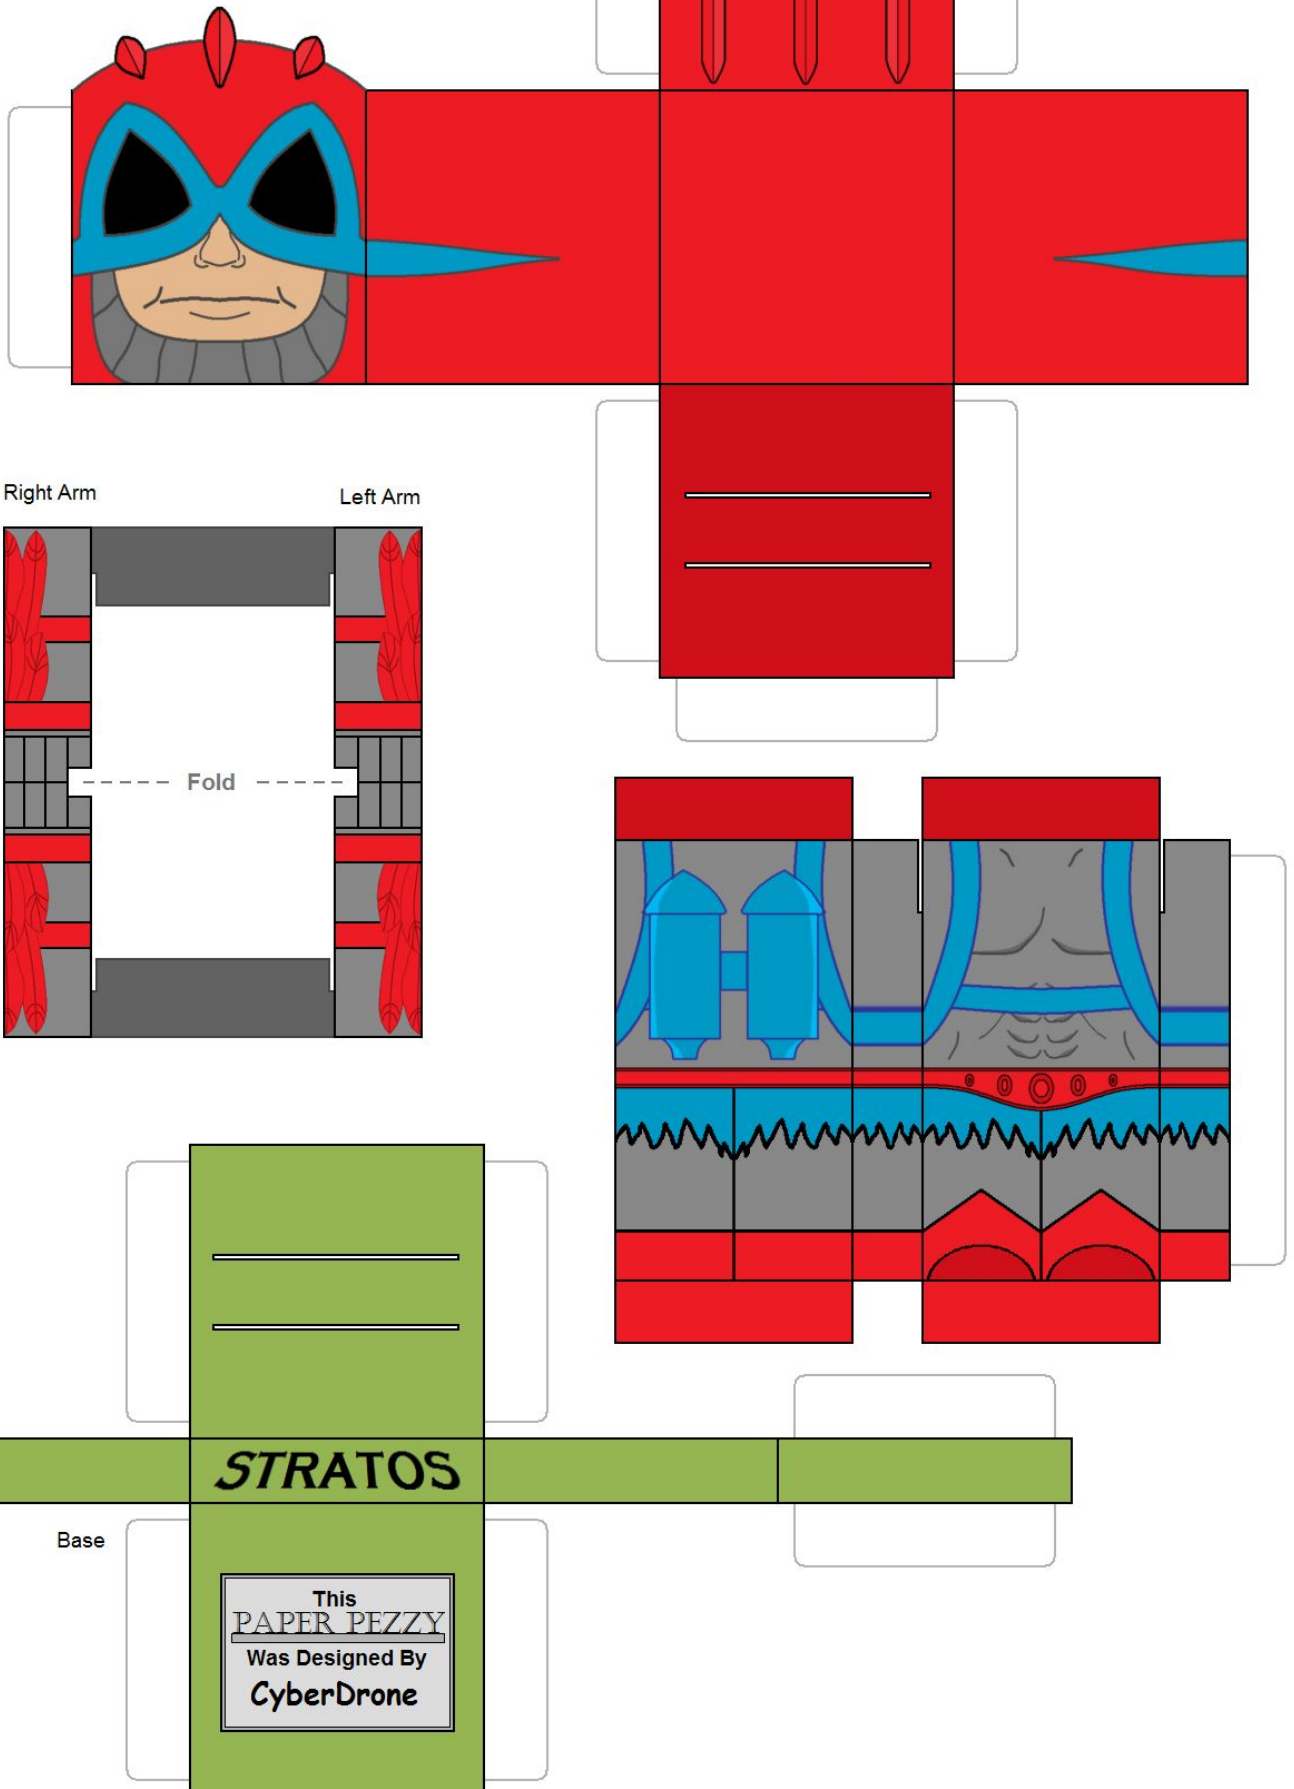 Right Arm
Left Arm
Fold
STRATOS
Base
This
PAPER PEZZY
Was Designed By
CyberDrone